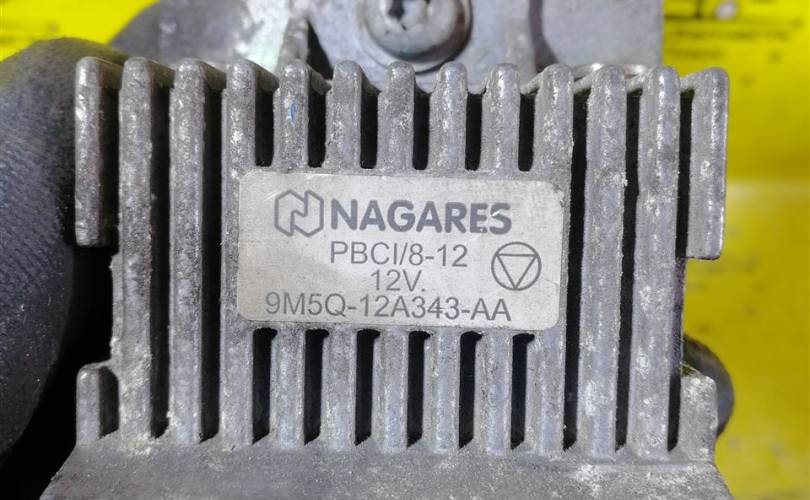 NAGARES
PBCI/8-12
12V.
9M5Q-12A343-AA